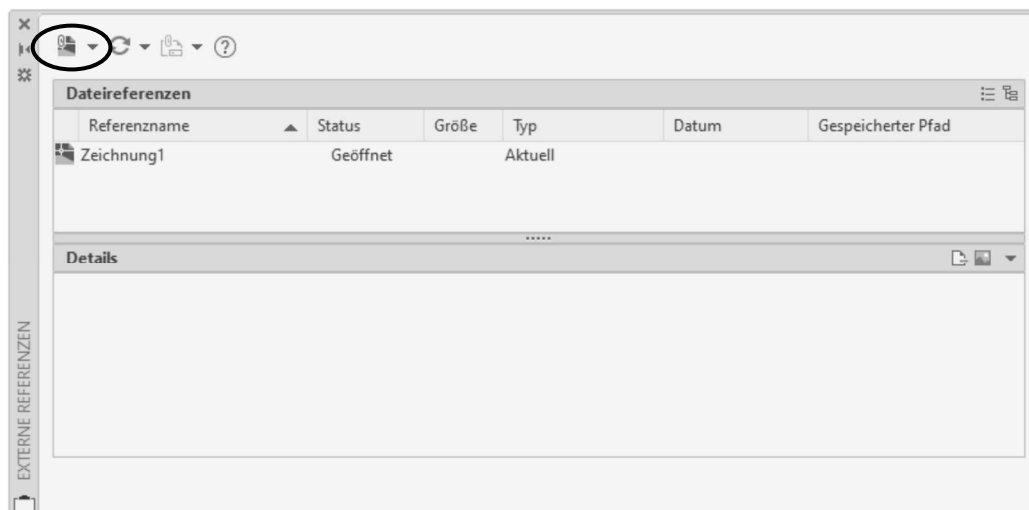 Dateireferenzen
Referenzname Status Größe Typ Datum Gespeicherter Pfad
Zeichnung1 Geöffnet Aktuell
Details
EXTERNE REFERENZEN